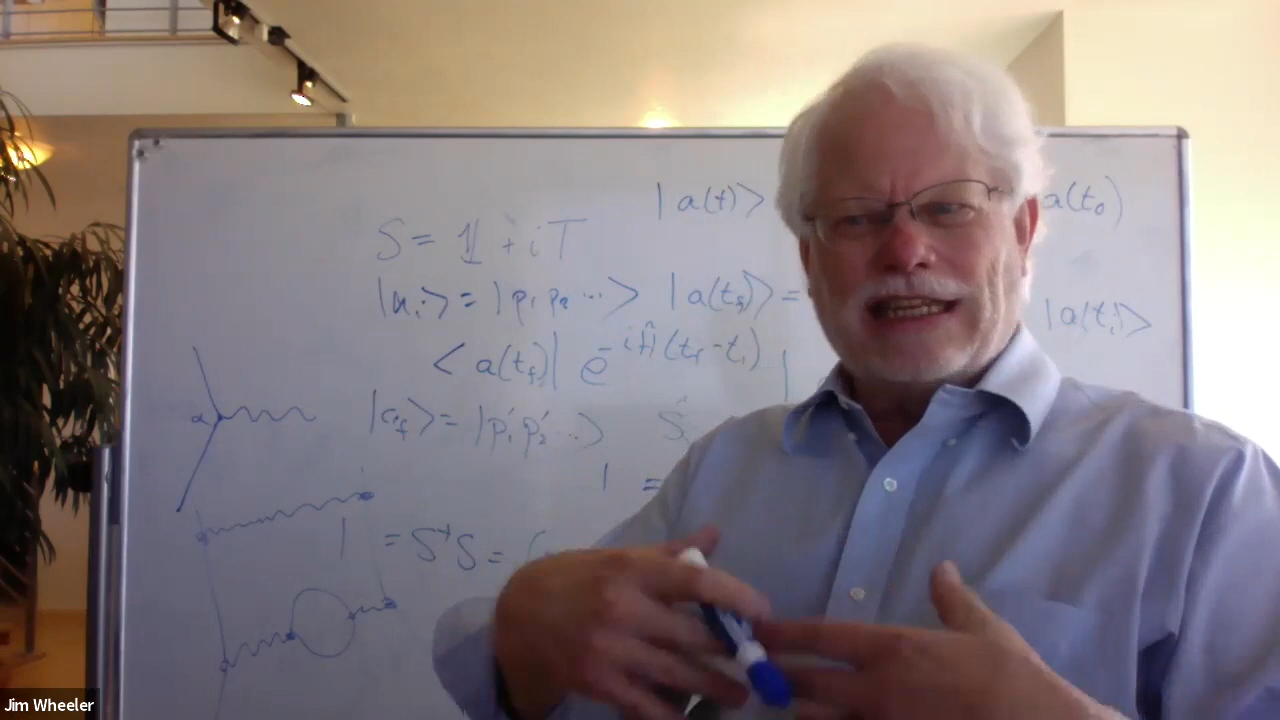 |a(t)> a(t₀)
S = 1 + iT
|αᵢ> = |p₁ p₂ ...> |a(t_f)> = |a(tᵢ)>
<a(t_f)| e^{-iĤ(t_f - tᵢ)} |
α
|α_f> = |p₁' p₂' ...> S
1 =
1 = S†S = (
Jim Wheeler